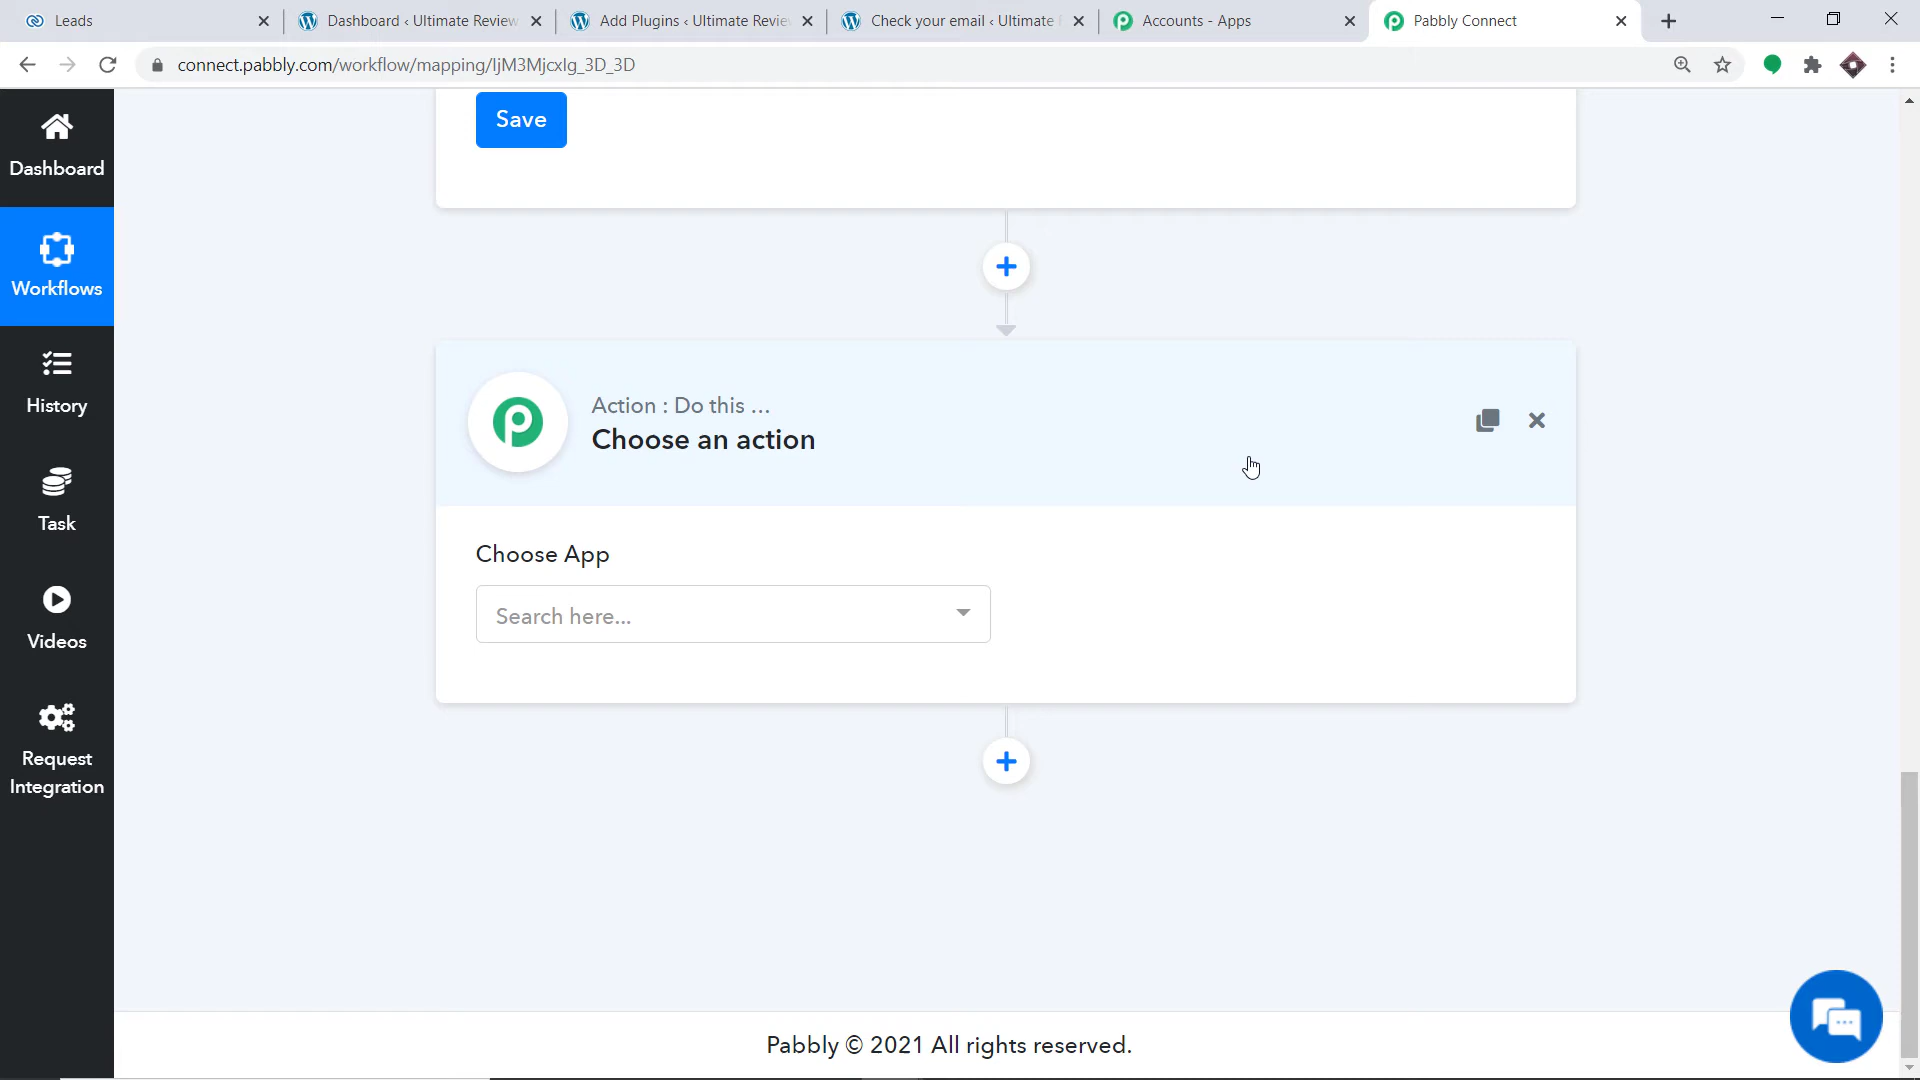 Leads
Dashboard ‹ Ultimate Review
Add Plugins ‹ Ultimate Revie
Check your email ‹ Ultimate
Accounts - Apps
Pabbly Connect
connect.pabbly.com/workflow/mapping/IjM3MjcxIg_3D_3D
Save
Dashboard
Workflows
History
Task
Videos
Request
Integration
Action : Do this ...
Choose an action
Choose App
Search here...
Pabbly © 2021 All rights reserved.